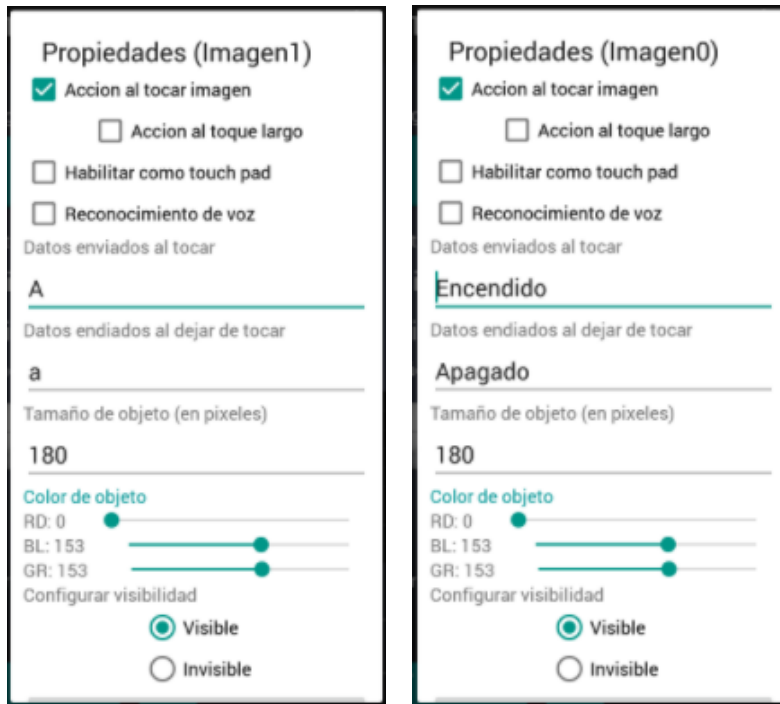 Propiedades (Imagen1)
Accion al tocar imagen
Accion al toque largo
Habilitar como touch pad
Reconocimiento de voz
Datos enviados al tocar
A
Datos endiados al dejar de tocar
a
Tamaño de objeto (en pixeles)
180
Color de objeto
RD: 0
BL: 153
GR: 153
Configurar visibilidad
Visible
Invisible
Propiedades (Imagen0)
Accion al tocar imagen
Accion al toque largo
Habilitar como touch pad
Reconocimiento de voz
Datos enviados al tocar
Encendido
Datos endiados al dejar de tocar
Apagado
Tamaño de objeto (en pixeles)
180
Color de objeto
RD: 0
BL: 153
GR: 153
Configurar visibilidad
Visible
Invisible